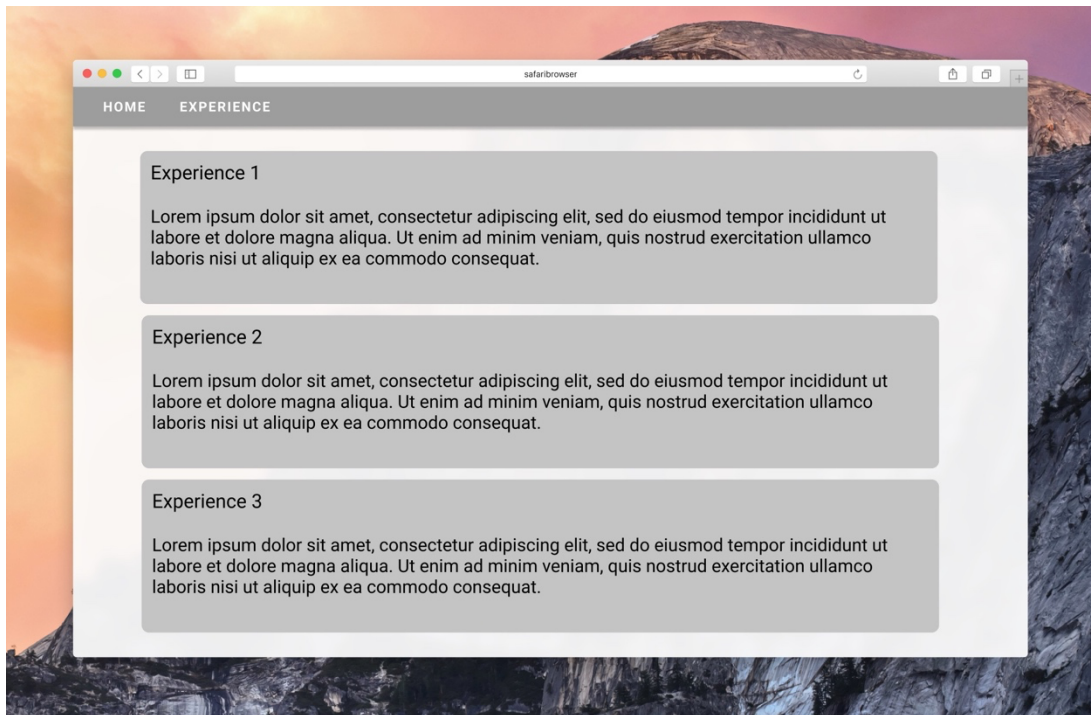 safaribrowser
HOME EXPERIENCE
Experience 1
Lorem ipsum dolor sit amet, consectetur adipiscing elit, sed do eiusmod tempor incididunt ut
labore et dolore magna aliqua. Ut enim ad minim veniam, quis nostrud exercitation ullamco
laboris nisi ut aliquip ex ea commodo consequat.
Experience 2
Lorem ipsum dolor sit amet, consectetur adipiscing elit, sed do eiusmod tempor incididunt ut
labore et dolore magna aliqua. Ut enim ad minim veniam, quis nostrud exercitation ullamco
laboris nisi ut aliquip ex ea commodo consequat.
Experience 3
Lorem ipsum dolor sit amet, consectetur adipiscing elit, sed do eiusmod tempor incididunt ut
labore et dolore magna aliqua. Ut enim ad minim veniam, quis nostrud exercitation ullamco
laboris nisi ut aliquip ex ea commodo consequat.